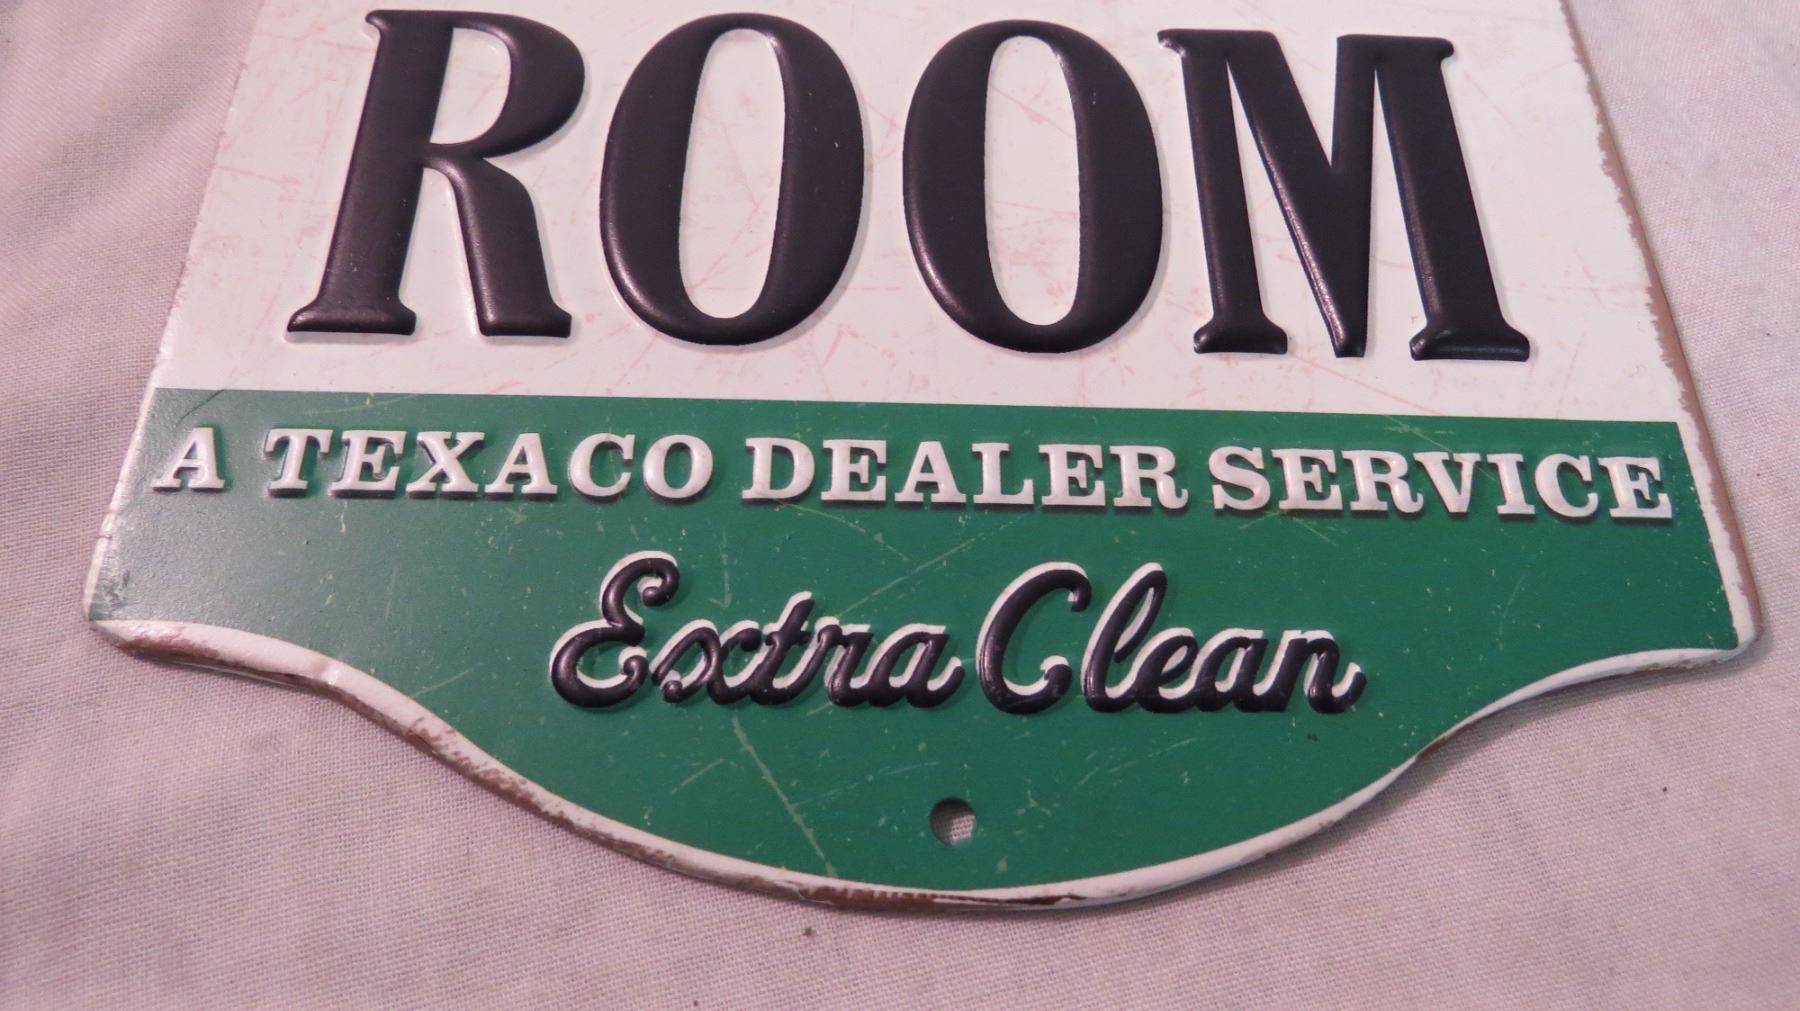 ROOM
A TEXACO DEALER SERVICE
Extra Clean